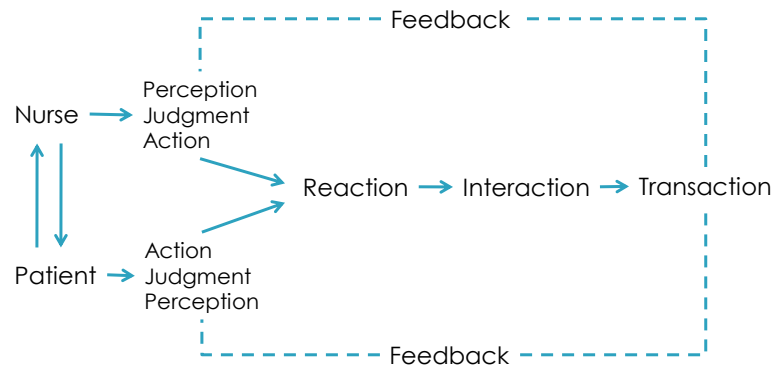 Feedback
Perception
Nurse
Judgment
Action
Reaction
Interaction
Transaction
Action
Patient
Judgment
Perception
Feedback